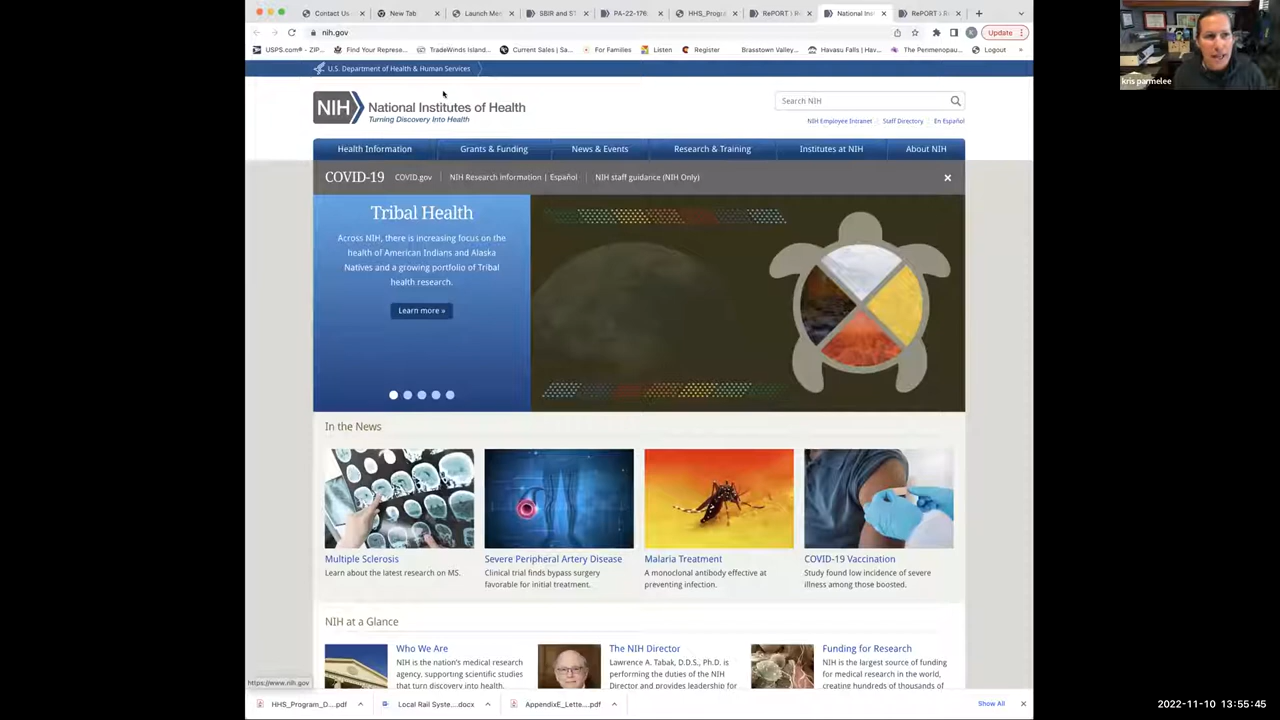 Contact Us
New Tab
Launch Me
SBIR and ST
PA-22-176:
HHS_Progr
RePORT ⟩ R
National Ins
RePORT ⟩ R
nih.gov
Update
USPS.com® - ZIP...
Find Your Represe...
TradeWinds Island...
Current Sales | Sa...
For Families
Listen
Register
Brasstown Valley...
Havasu Falls | Hav...
The Penmenopau...
Logout
»
kris parmelee
U.S. Department of Health & Human Services
NIH
National Institutes of Health
Turning Discovery Into Health
Search NIH
NIH Employee Intranet
Staff Directory
En Español
Health Information
Grants & Funding
News & Events
Research & Training
Institutes at NIH
About NIH
COVID-19
COVID.gov
NIH Research Information | Español
NIH staff guidance (NIH Only)
Tribal Health
Across NIH, there is increasing focus on the
health of American Indians and Alaska
Natives and a growing portfolio of Tribal
health research.
Learn more »
In the News
Multiple Sclerosis
Learn about the latest research on MS.
Severe Peripheral Artery Disease
Clinical trial finds bypass surgery
favorable for initial treatment.
Malaria Treatment
A monoclonal antibody effective at
preventing infection.
COVID-19 Vaccination
Study found low incidence of severe
illness among those boosted.
NIH at a Glance
Who We Are
NIH is the nation's medical research
agency, supporting scientific studies
that turn discovery into health.
The NIH Director
Lawrence A. Tabak, D.D.S., Ph.D. is
performing the duties of the NIH
Director and provides leadership for
Funding for Research
NIH is the largest source of funding
for medical research in the world,
creating hundreds of thousands of
https://www.nih.gov
HHS_Program_D....pdf
Local Rail Syste....docx
AppendixE_Lette....pdf
Show All
2022-11-10 13:55:45